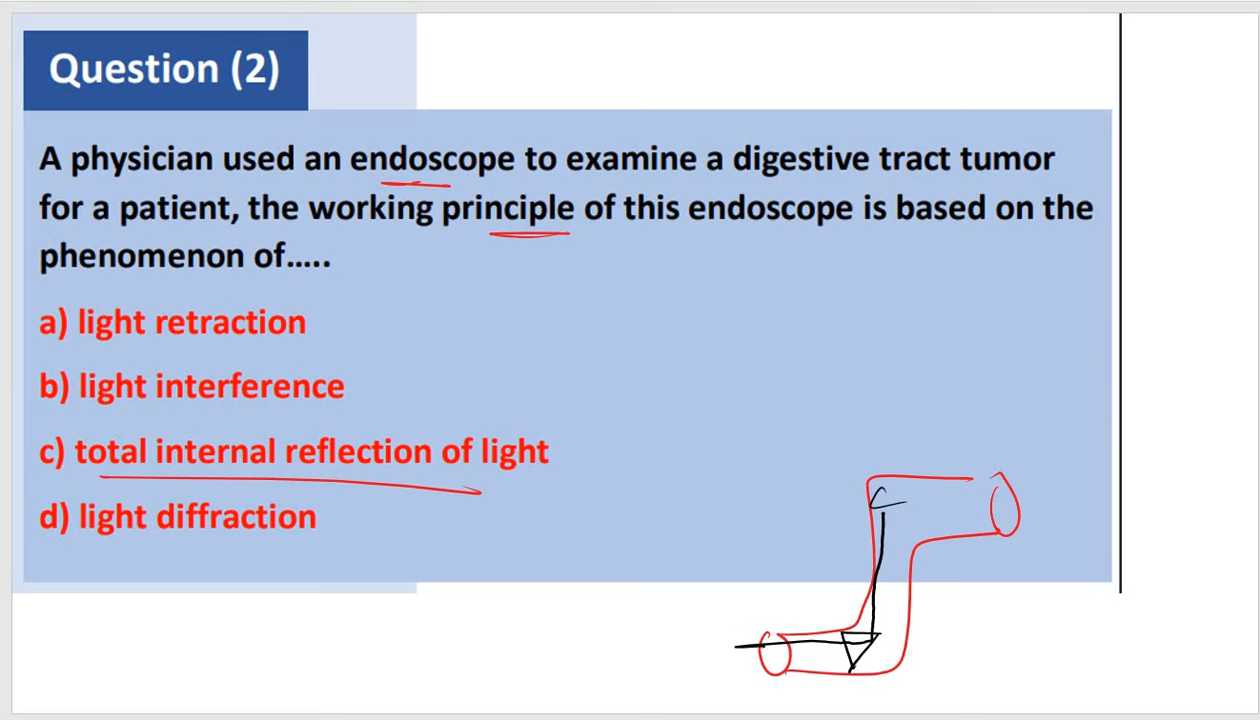 Question (2)
A physician used an endoscope to examine a digestive tract tumor
for a patient, the working principle of this endoscope is based on the
phenomenon of.....
a) light retraction
b) light interference
c) total internal reflection of light
d) light diffraction